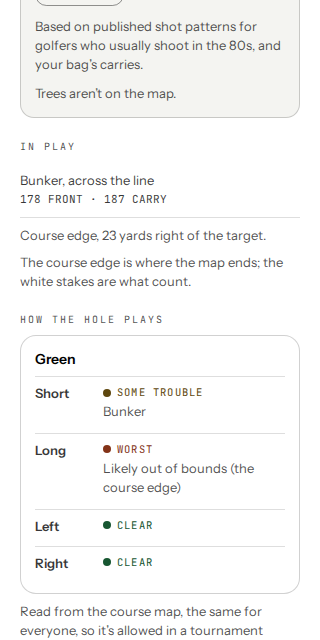 Based on published shot patterns for
golfers who usually shoot in the 80s, and
your bag's carries.
Trees aren't on the map.
IN PLAY
Bunker, across the line
178 FRONT · 187 CARRY
Course edge, 23 yards right of the target.
The course edge is where the map ends; the
white stakes are what count.
HOW THE HOLE PLAYS
Green
Short
SOME TROUBLE
Bunker
Long
WORST
Likely out of bounds (the
course edge)
Left
CLEAR
Right
CLEAR
Read from the course map, the same for
everyone, so it's allowed in a tournament